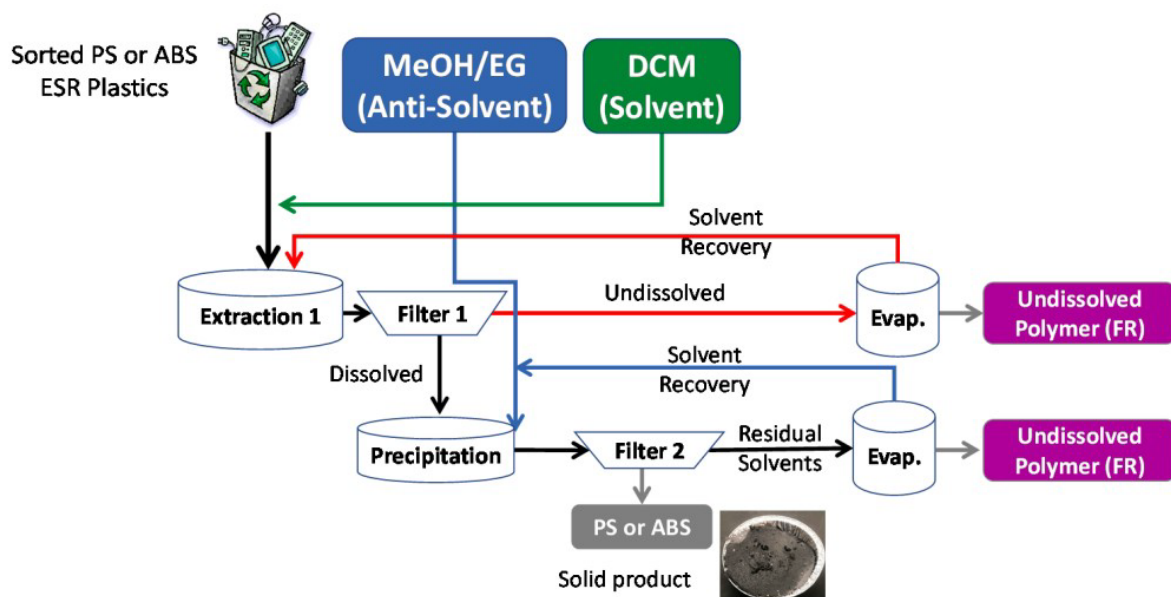 Sorted PS or ABS
ESR Plastics
MeOH/EG
(Anti-Solvent)
DCM
(Solvent)
Solvent
Recovery
Extraction 1
Filter 1
Undissolved
Evap.
Undissolved
Polymer (FR)
Dissolved
Solvent
Recovery
Precipitation
Filter 2
Residual
Solvents
Evap.
Undissolved
Polymer (FR)
PS or ABS
Solid product